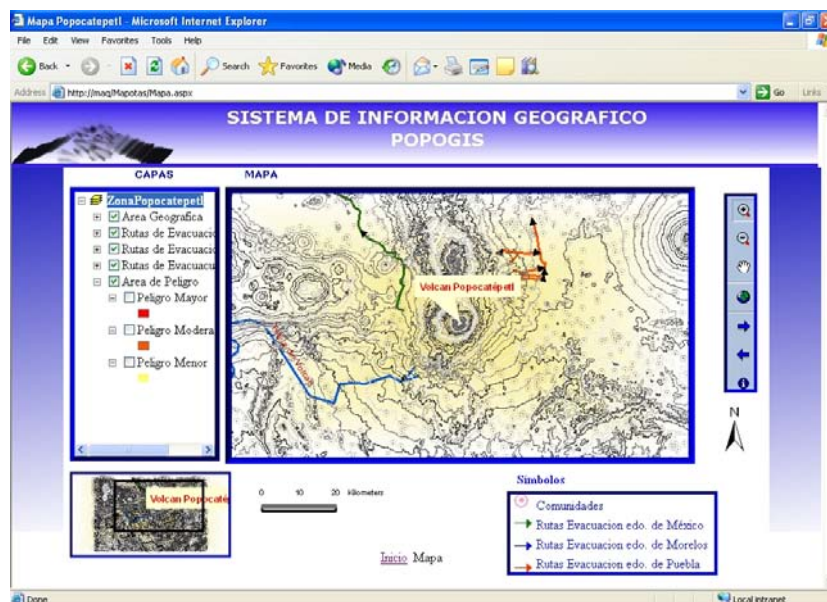 Mapa Popocatepetl - Microsoft Internet Explorer
File Edit View Favorites Tools Help
Back Search Favorites Media
Address http://maq/Mapotas/Mapa.aspx Go Links
SISTEMA DE INFORMACION GEOGRAFICO
POPOGIS
CAPAS MAPA
ZonaPopocatepetl
Area Geografica
Rutas de Evacuacio
Rutas de Evacuacio
Rutas de Evacuacu
Area de Peligro
Peligro Mayor
Peligro Modera
Peligro Menor
Volcan Popocatépetl
N
Volcan Popocaté
0 10 20 Kilometers
Simbolos
Comunidades
Rutas Evacuacion edo. de México
Rutas Evacuacion edo. de Morelos
Rutas Evacuacion edo. de Puebla
Inicio Mapa
Done Local intranet